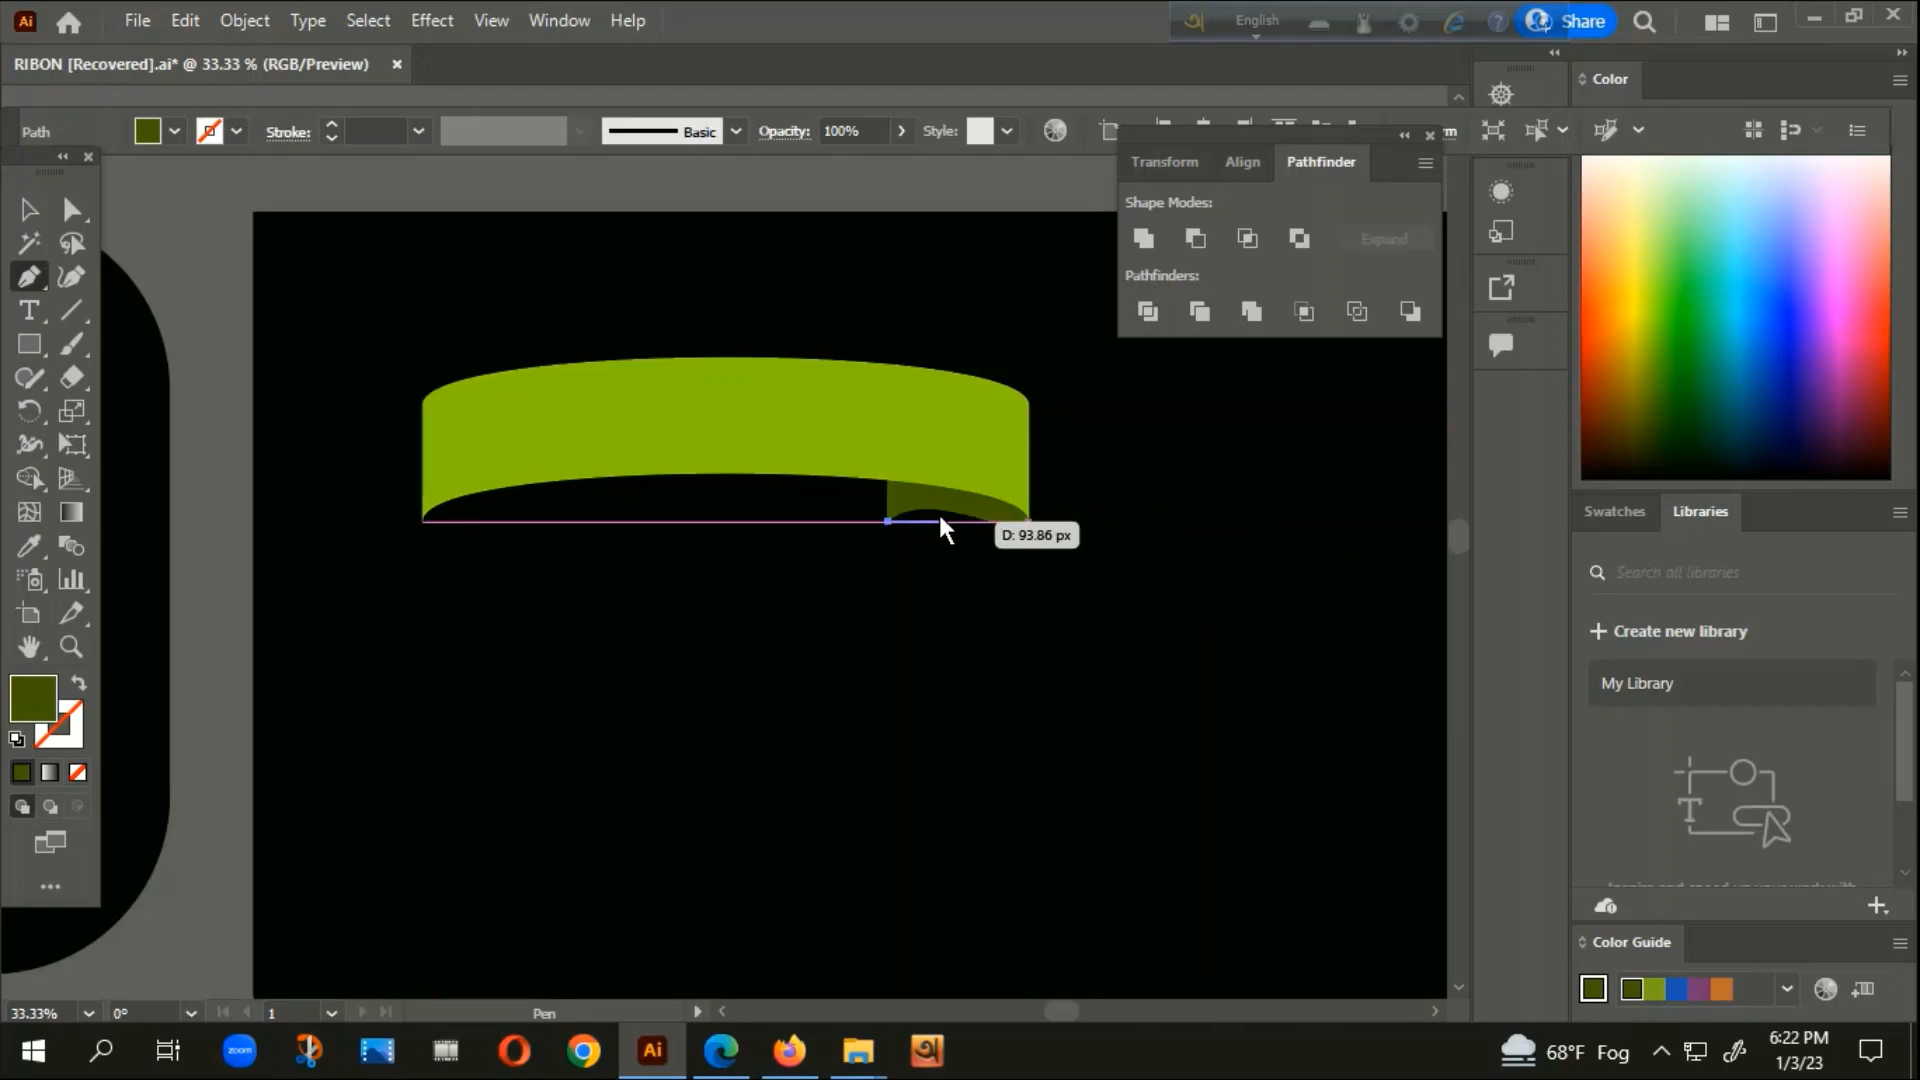 Ai File Edit Object Type Select Effect View Window Help English Share
RIBON [Recovered].ai* @ 33.33 % (RGB/Preview) × Color
Path Stroke: Basic Opacity: 100% Style:
Transform Align Pathfinder
Shape Modes:
Expand
Pathfinders:
D: 93.86 px
Swatches Libraries
Search all libraries
Create new library
My Library
Color Guide
33.33% 0° 1 Pen
zoom Ai 68°F Fog 6:22 PM
1/3/23